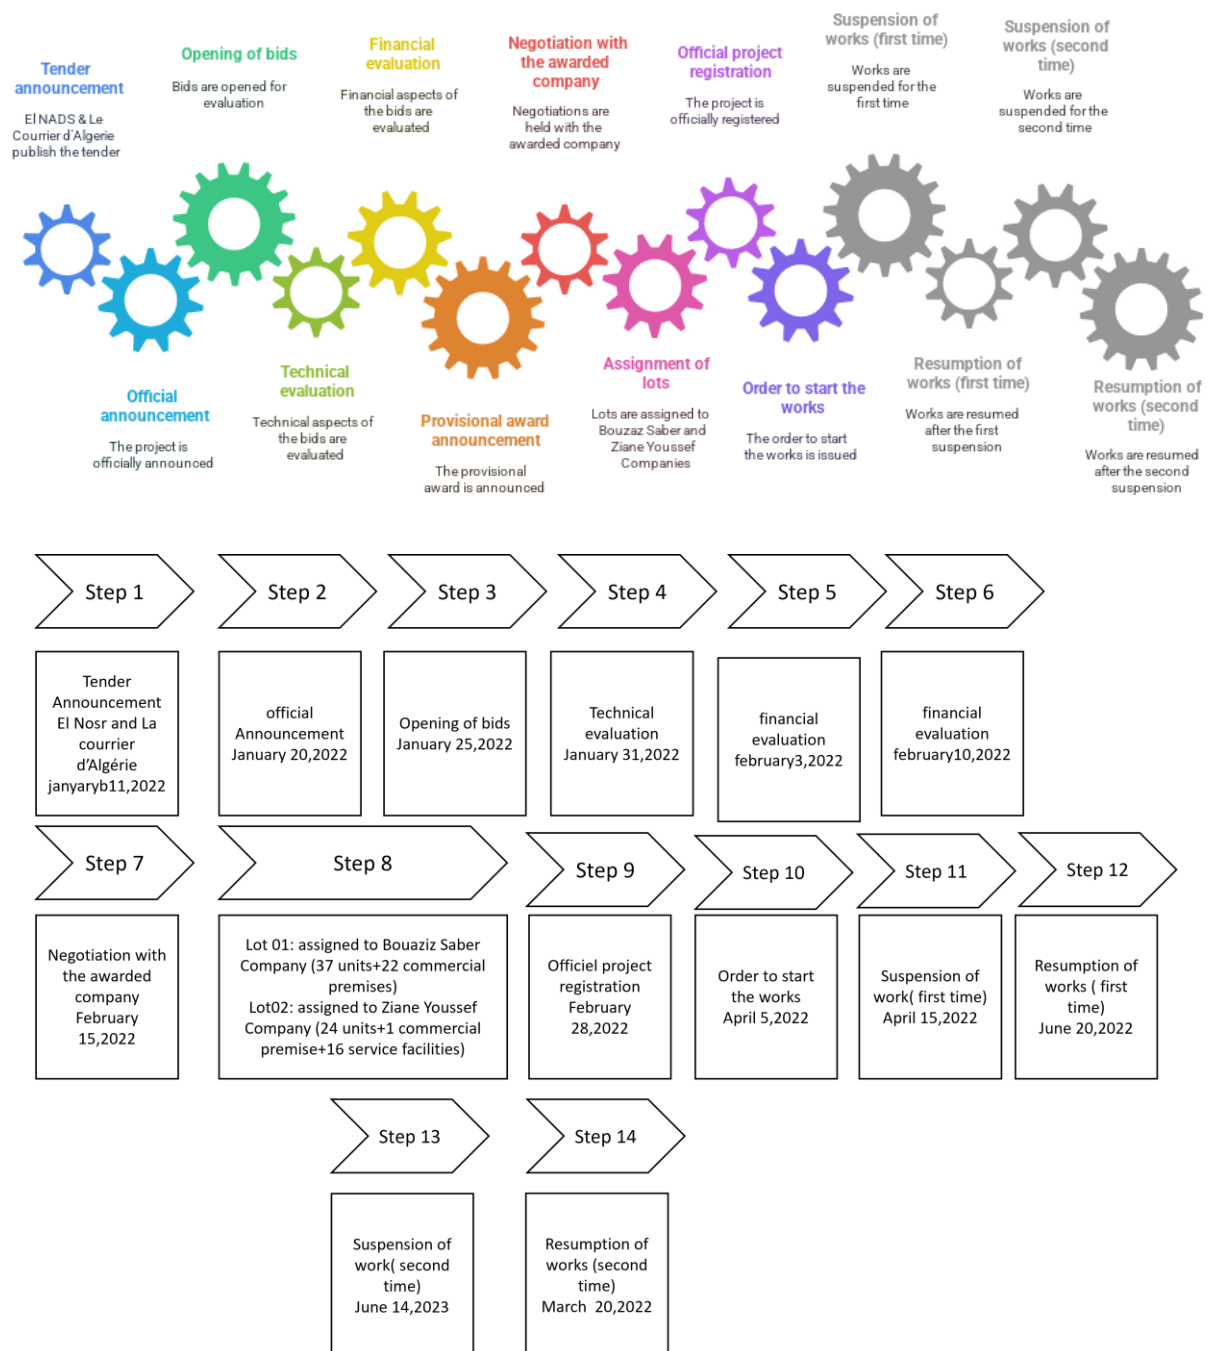 Tender
announcement
El NADS & Le
Courrier d'Algerie
publish the tender
Opening of bids
Bids are opened for
evaluation
Financial
evaluation
Financial aspects of
the bids are
evaluated
Negotiation with
the awarded
company
Negotiations are
held with the
awarded company
Official project
registration
The project is
officially registered
Suspension of
works (first time)
Works are
suspended for the
first time
Suspension of
works (second
time)
Works are
suspended for the
second time
Official
announcement
The project is
officially announced
Technical
evaluation
Technical aspects of
the bids are
evaluated
Provisional award
announcement
The provisional
award is announced
Assignment of
lots
Lots are assigned to
Bouzaz Saber and
Ziane Youssef
Companies
Order to start the
works
The order to start
the works is issued
Resumption of
works (first time)
Works are resumed
after the first
suspension
Resumption of
works (second
time)
Works are resumed
after the second
suspension
Step 1
Step 2
Step 3
Step 4
Step 5
Step 6
Tender
Announcement
El Nosr and La
courrier
d'Algérie
janyaryb11,2022
official
Announcement
January 20,2022
Opening of bids
January 25,2022
Technical
evaluation
January 31,2022
financial
evaluation
february3,2022
financial
evaluation
february10,2022
Step 7
Step 8
Step 9
Step 10
Step 11
Step 12
Negotiation with
the awarded
company
February
15,2022
Lot 01: assigned to Bouaziz Saber
Company (37 units+22 commercial
premises)
Lot02: assigned to Ziane Youssef
Company (24 units+1 commercial
premise+16 service facilities)
Officiel project
registration
February
28,2022
Order to start
the works
April 5,2022
Suspension of
work( first time)
April 15,2022
Resumption of
works ( first
time)
June 20,2022
Step 13
Step 14
Suspension of
work( second
time)
June 14,2023
Resumption of
works (second
time)
March  20,2022